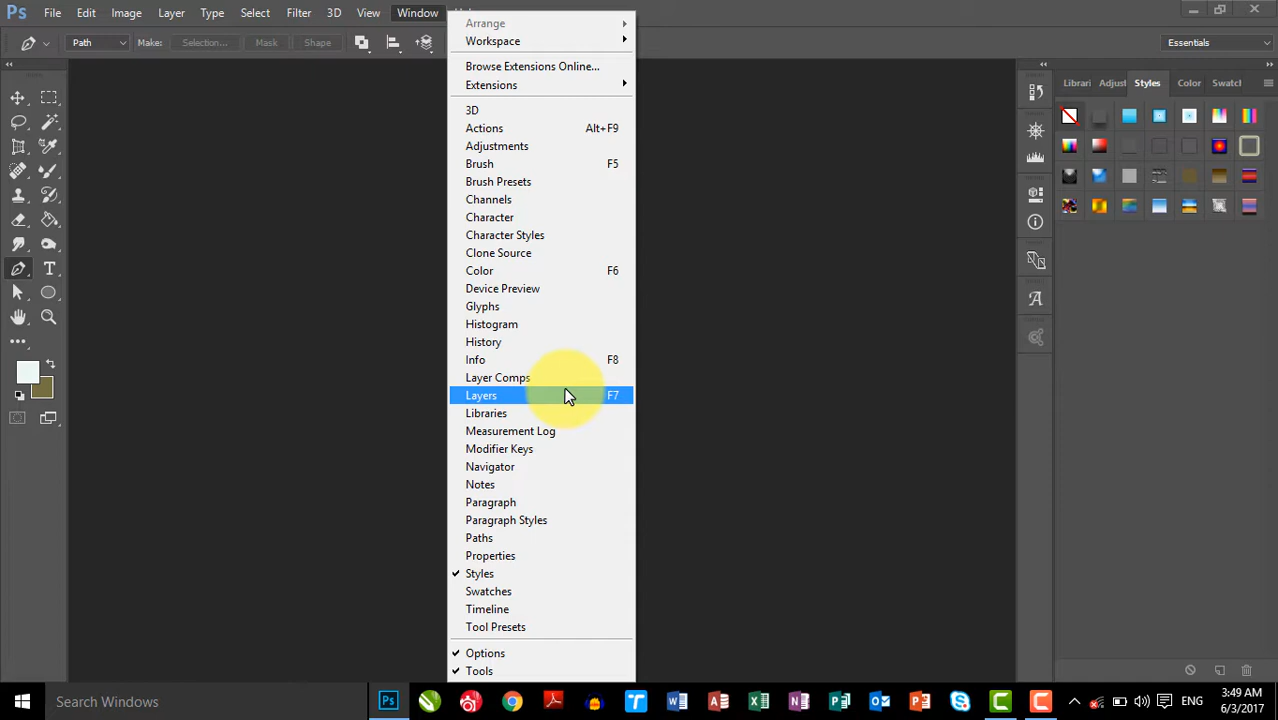 Ps File Edit Image Layer Type Select Filter 3D View Window
Path Make: Selection... Mask Shape Essentials
Arrange
Workspace
Browse Extensions Online...
Extensions
3D
Actions Alt+F9
Adjustments
Brush F5
Brush Presets
Channels
Character
Character Styles
Clone Source
Color F6
Device Preview
Glyphs
Histogram
History
Info F8
Layer Comps
Layers F7
Libraries
Measurement Log
Modifier Keys
Navigator
Notes
Paragraph
Paragraph Styles
Paths
Properties
Styles
Swatches
Timeline
Tool Presets
Options
Tools
Librari Adjust Styles Color Swatcl
Search Windows
ENG
3:49 AM
6/3/2017